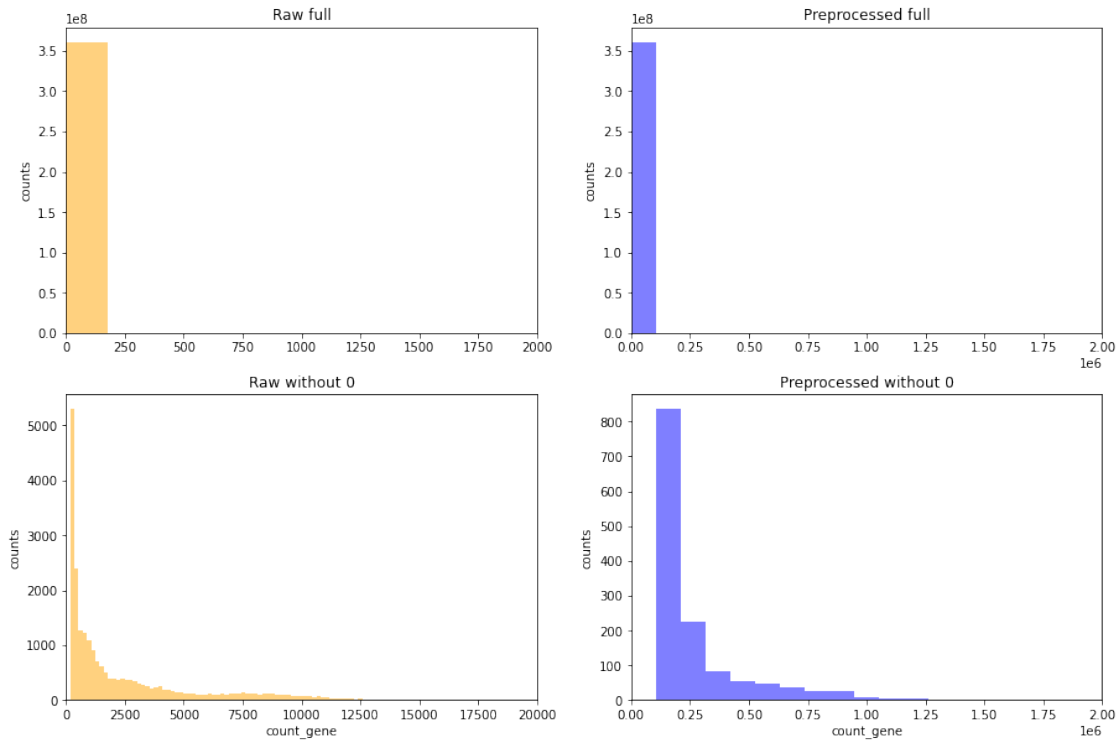 Raw full
1e8
counts
3.5
3.0
2.5
2.0
1.5
1.0
0.5
0.0
0 250 500 750 1000 1250 1500 1750 2000
Preprocessed full
1e8
counts
3.5
3.0
2.5
2.0
1.5
1.0
0.5
0.0
0.00 0.25 0.50 0.75 1.00 1.25 1.50 1.75 2.00
1e6
Raw without 0
counts
5000
4000
3000
2000
1000
0
0 2500 5000 7500 10000 12500 15000 17500 20000
count_gene
Preprocessed without 0
counts
800
700
600
500
400
300
200
100
0
0.00 0.25 0.50 0.75 1.00 1.25 1.50 1.75 2.00
count_gene
1e6